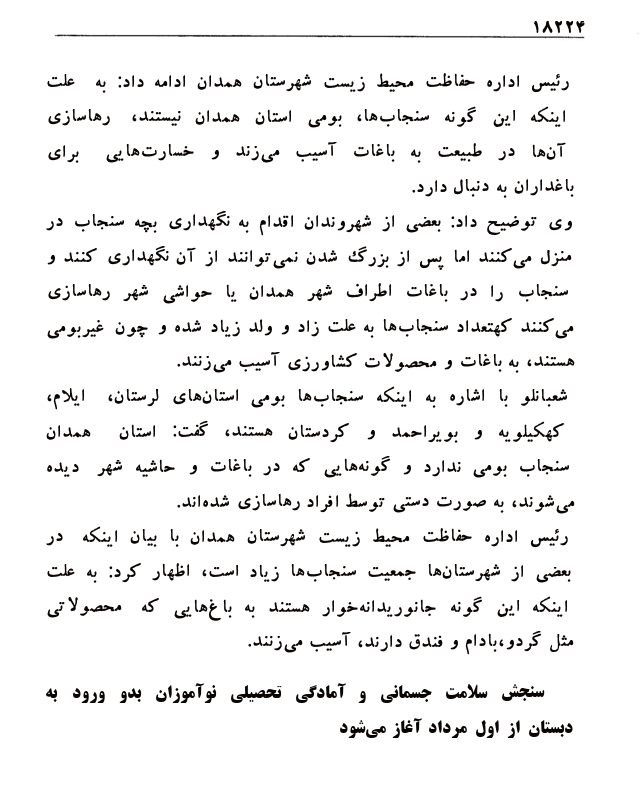 ۱۸۲۲۴
رئیس اداره حفاظت محیط زیست شهرستان همدان ادامه داد: به علت
اینکه این گونه سنجاب‌ها، بومی استان همدان نیستند، رهاسازی
آن‌ها در طبیعت به باغات آسیب می‌زند و خسارت‌هایی برای
باغداران به دنبال دارد.
وی توضیح داد: بعضی از شهروندان اقدام به نگهداری بچه سنجاب در
منزل می‌کنند اما پس از بزرگ شدن نمی‌توانند از آن نگهداری کنند و
سنجاب را در باغات اطراف شهر همدان یا حواشی شهر رهاسازی
می‌کنند کهتعداد سنجاب‌ها به علت زاد و ولد زیاد شده و چون غیربومی
هستند، به باغات و محصولات کشاورزی آسیب می‌زنند.
شعبانلو با اشاره به اینکه سنجاب‌ها بومی استان‌های لرستان، ایلام،
کهکیلویه و بویراحمد و کردستان هستند، گفت: استان همدان
سنجاب بومی ندارد و گونه‌هایی که در باغات و حاشیه شهر دیده
می‌شوند، به صورت دستی توسط افراد رهاسازی شده‌اند.
رئیس اداره حفاظت محیط زیست شهرستان همدان با بیان اینکه در
بعضی از شهرستان‌ها جمعیت سنجاب‌ها زیاد است، اظهار کرد: به علت
اینکه این گونه جانوریدانه‌خوار هستند به باغ‌هایی که محصولاتی
مثل گردو،بادام و فندق دارند، آسیب می‌زنند.
سنجش سلامت جسمانی و آمادگی تحصیلی نوآموزان بدو ورود به
دبستان از اول مرداد آغاز می‌شود